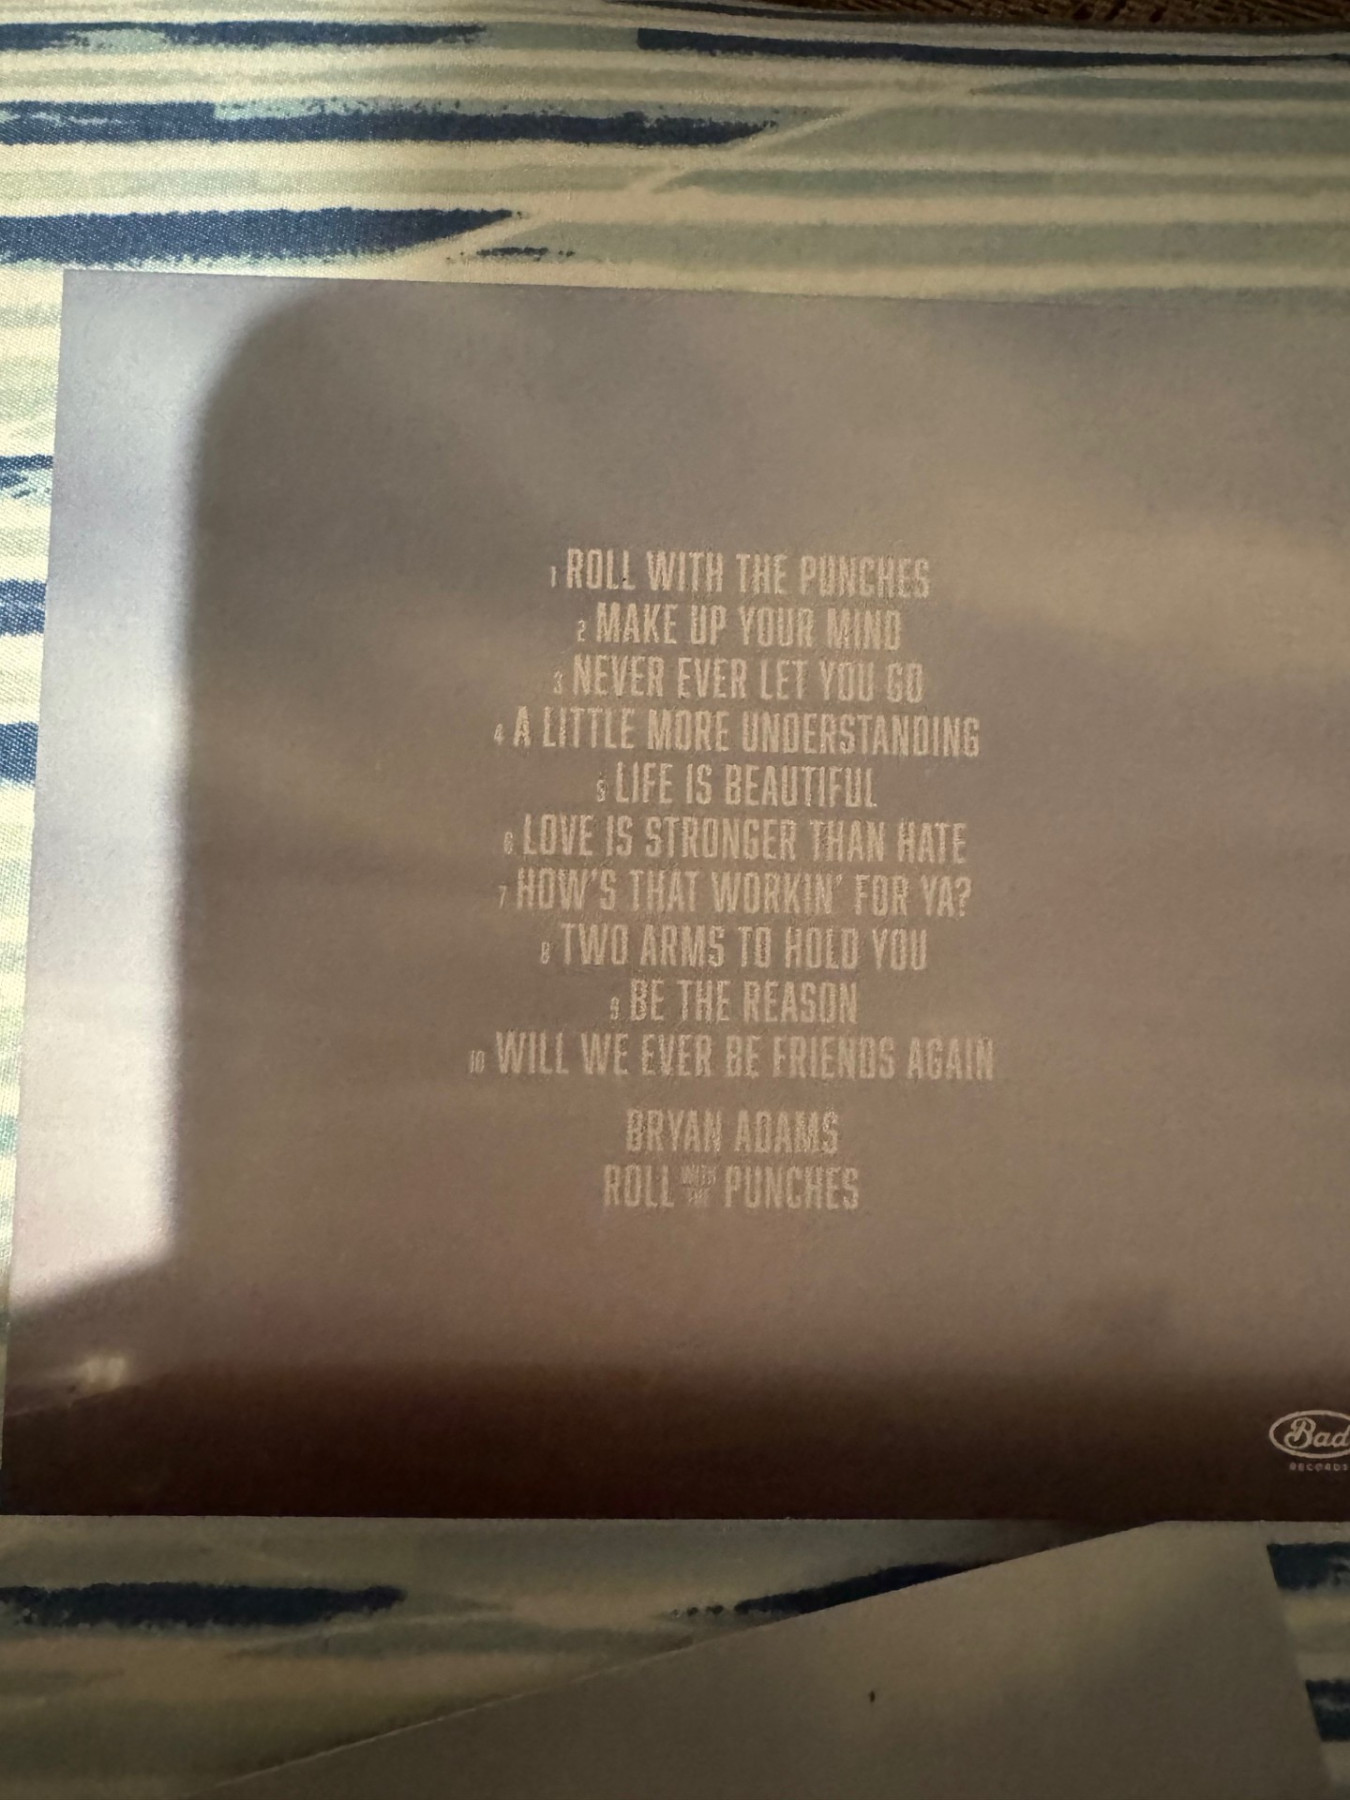 1 ROLL WITH THE PUNCHES
2 MAKE UP YOUR MIND
3 NEVER EVER LET YOU GO
4 A LITTLE MORE UNDERSTANDING
5 LIFE IS BEAUTIFUL
6 LOVE IS STRONGER THAN HATE
7 HOW'S THAT WORKIN' FOR YA?
8 TWO ARMS TO HOLD YOU
9 BE THE REASON
10 WILL WE EVER BE FRIENDS AGAIN
BRYAN ADAMS
ROLL WITH THE PUNCHES
Bad
RECORDS